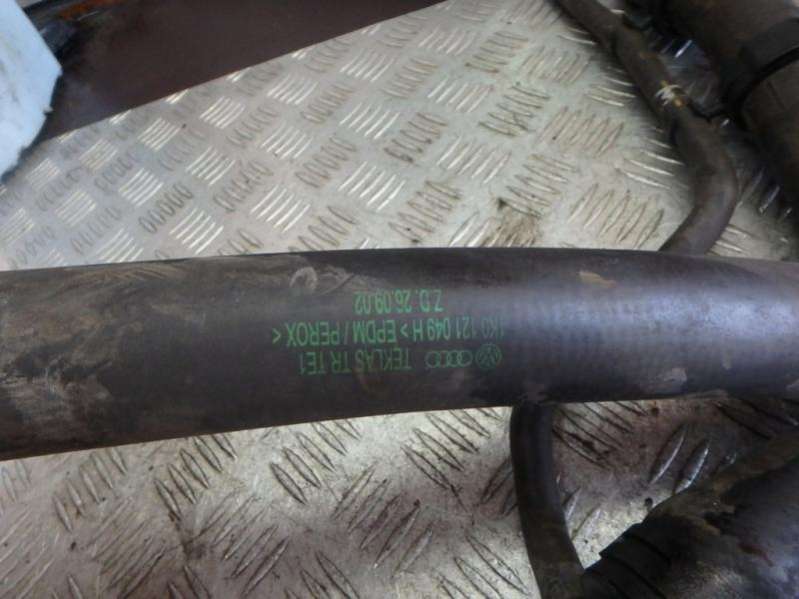 TEKLAS TR TE1
1K0 121 049 H > EPDM / PEROX <
Z.D. 26.09.02